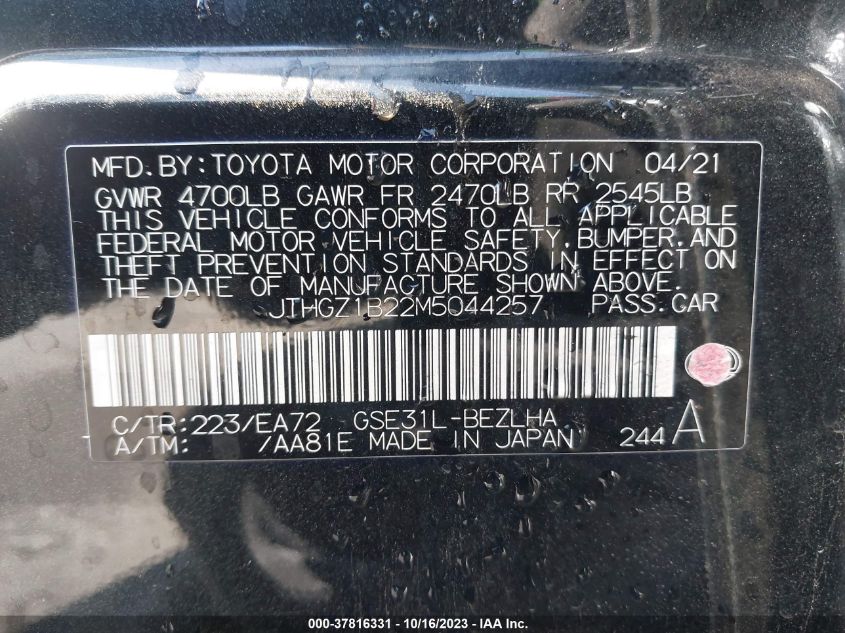 MFD.BY:TOYOTA MOTOR CORPORATION 04/21
GVWR 4700LB GAWR FR 2470LB RR 2545LB
THIS VEHICLE CONFORMS TO ALL APPLICABLE
FEDERAL MOTOR VEHICLE SAFETY,BUMPER,AND
THEFT PREVENTION STANDARDS IN EFFECT ON
THE DATE OF MANUFACTURE SHOWN ABOVE.
JTHGZ1B22M5044257 PASS.CAR
C/TR:223/EA72 GSE31L-BEZLHA
A/TM: /AA81E MADE IN JAPAN 244 A
000-37816331 - 10/16/2023 - IAA Inc.